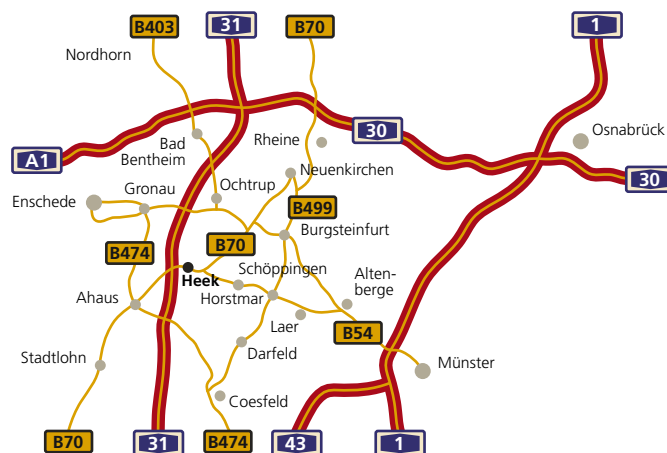 B403
31
B70
1
Nordhorn
30
Osnabrück
Rheine
Bad
Bentheim
A1
Neuenkirchen
30
Enschede
Gronau
Ochtrup
B499
Burgsteinfurt
B70
B474
Schöppingen
Heek
Alten-
berge
Ahaus
Horstmar
Laer
B54
Stadtlohn
Darfeld
Münster
Coesfeld
B70
31
B474
43
1